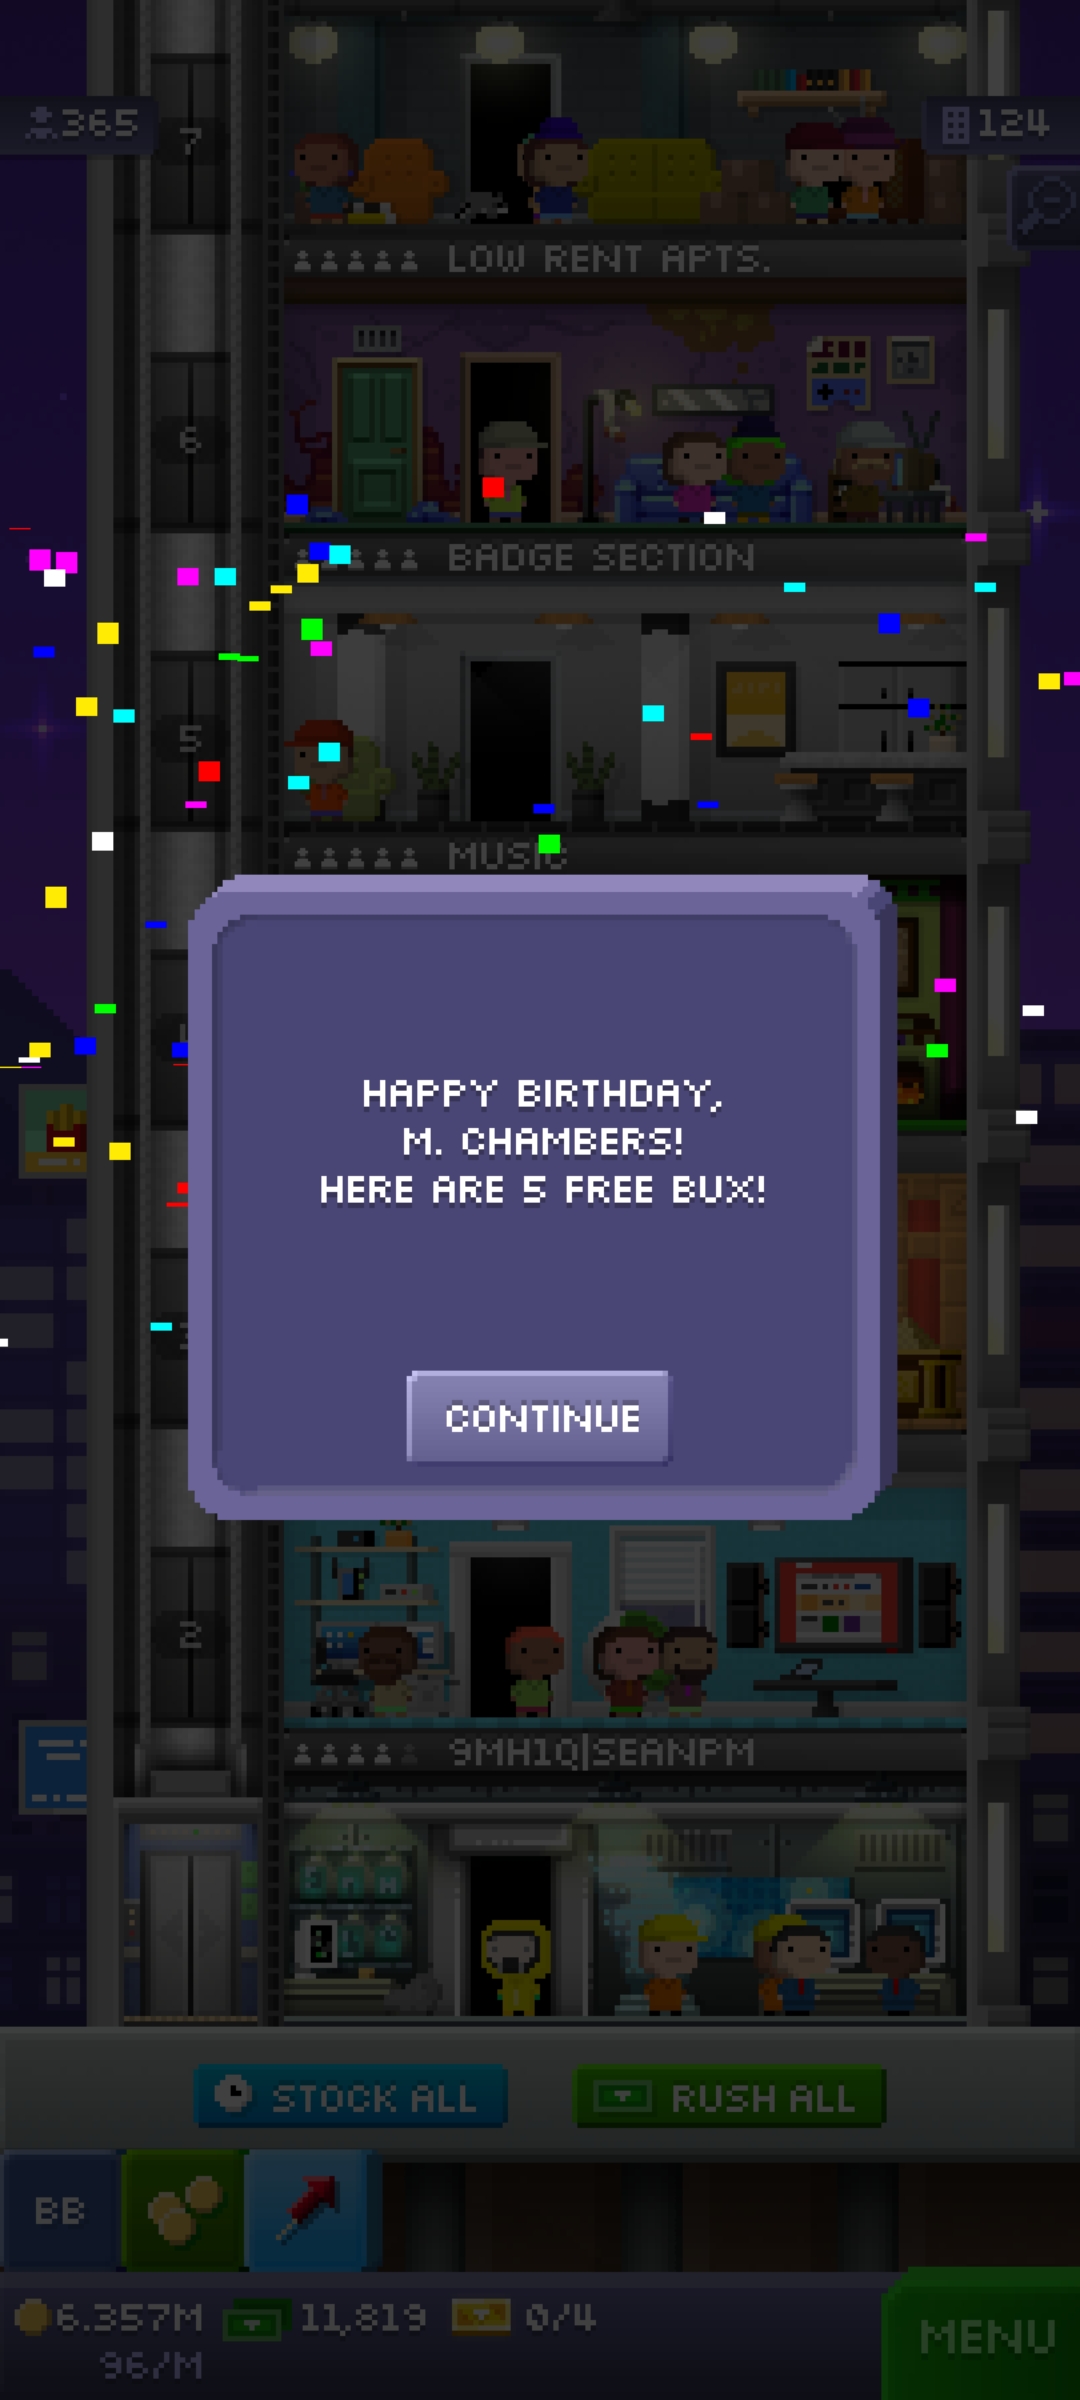 365
124
7
LOW RENT APTS.
6
BADGE SECTION
5
MUSIC
HAPPY BIRTHDAY,
M. CHAMBERS!
HERE ARE 5 FREE BUX!
CONTINUE
2
9MH1Q|SEANPM
STOCK ALL
RUSH ALL
BB
6.357M
11,819
0/4
96/M
MENU